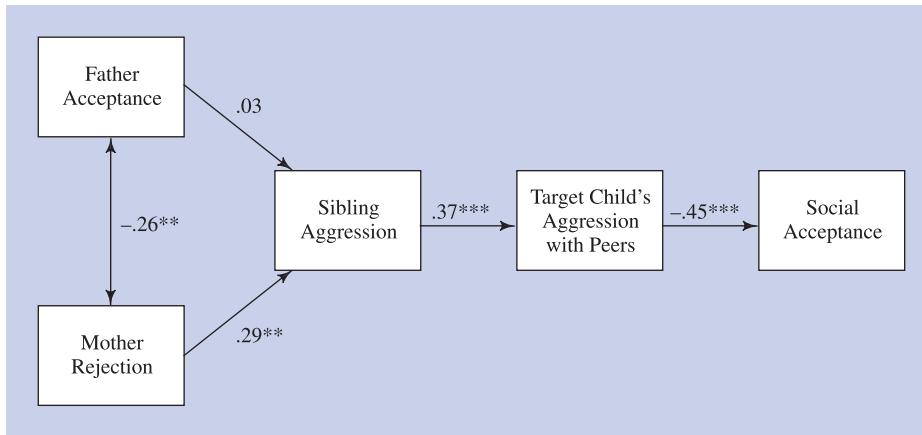 Father
Acceptance
.03
–.26**
Sibling
Aggression
.37***
Target Child's
Aggression
with Peers
–.45***
Social
Acceptance
Mother
Rejection
.29**